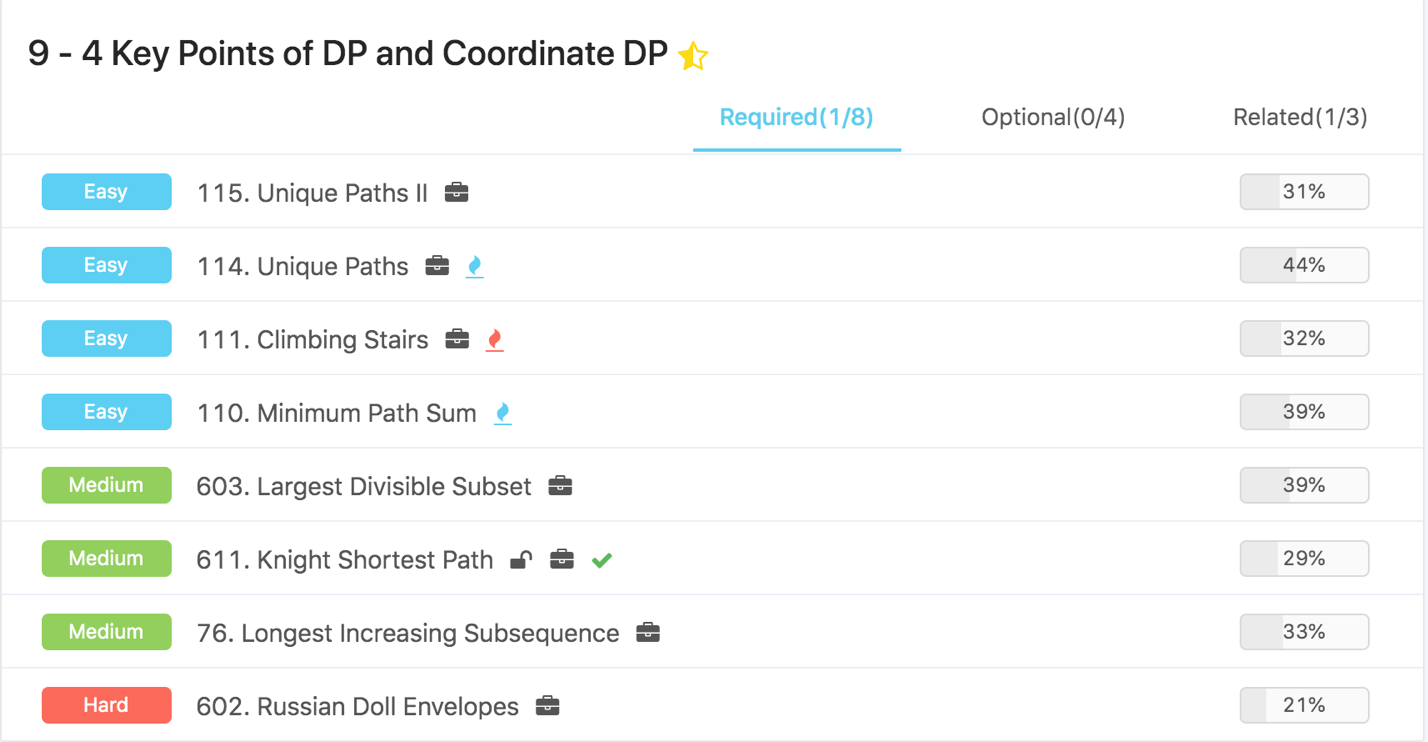 9 - 4 Key Points of DP and Coordinate DP
Required(1/8) Optional(0/4) Related(1/3)
Easy 115. Unique Paths II 31%
Easy 114. Unique Paths 44%
Easy 111. Climbing Stairs 32%
Easy 110. Minimum Path Sum 39%
Medium 603. Largest Divisible Subset 39%
Medium 611. Knight Shortest Path 29%
Medium 76. Longest Increasing Subsequence 33%
Hard 602. Russian Doll Envelopes 21%